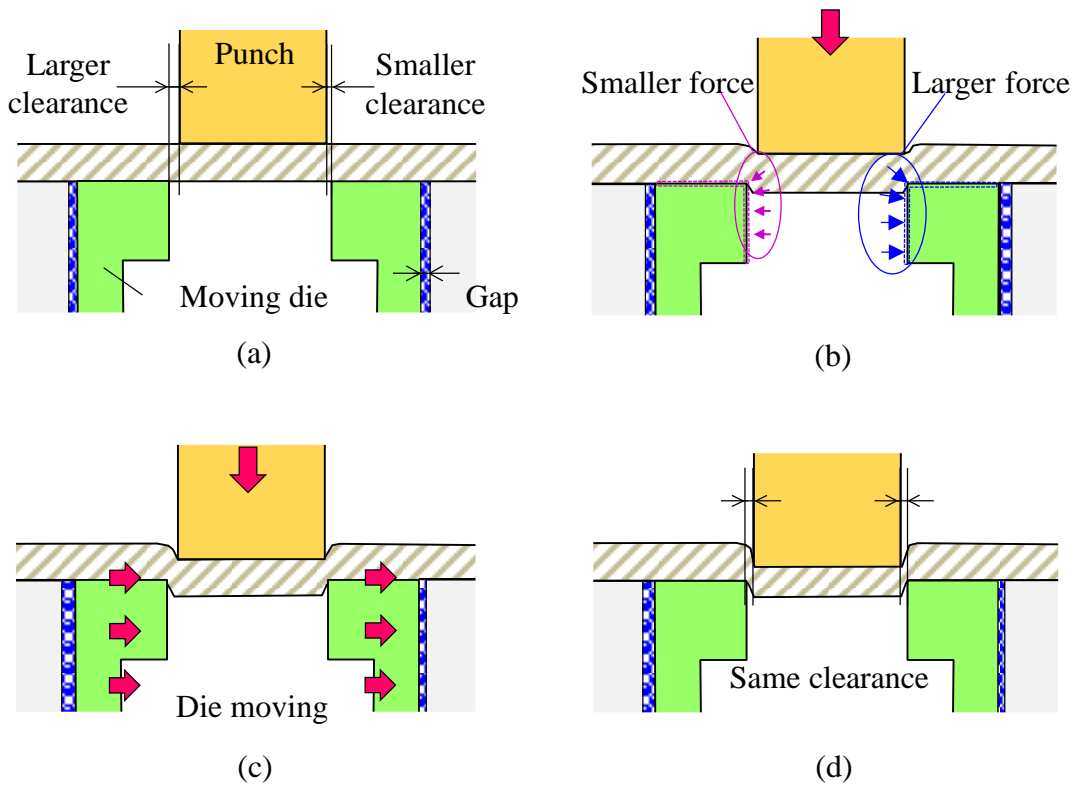 Larger
clearance
Punch
Smaller
clearance
Moving die
Gap
(a)
Smaller force
Larger force
(b)
Die moving
(c)
Same clearance
(d)